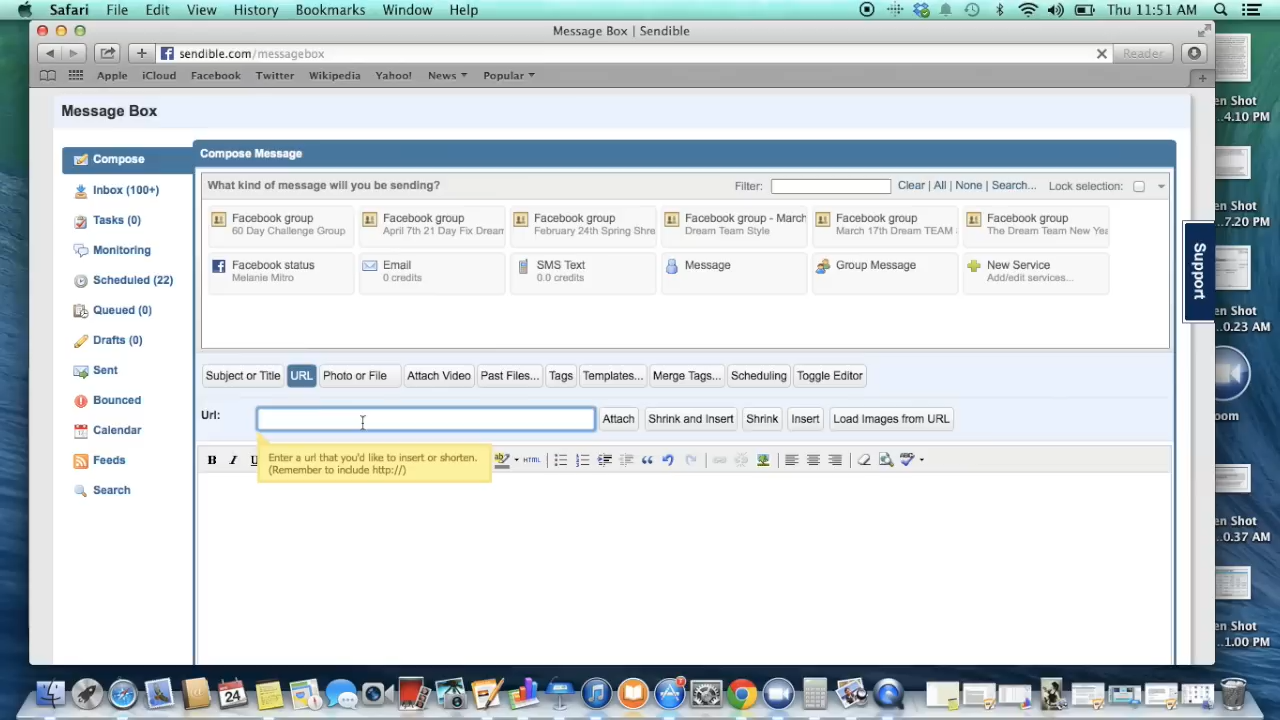 Safari File Edit View History Bookmarks Window Help Thu 11:51 AM
Message Box | Sendible
sendible.com/messagebox Reader
Apple iCloud Facebook Twitter Wikipedia Yahoo! News Popular
Message Box
Compose
Inbox (100+)
Tasks (0)
Monitoring
Scheduled (22)
Queued (0)
Drafts (0)
Sent
Bounced
Calendar
Feeds
Search
Compose Message
What kind of message will you be sending? Filter: Clear | All | None | Search... Lock selection:
Facebook group Facebook group Facebook group Facebook group - March Facebook group Facebook group
60 Day Challenge Group April 7th 21 Day Fix Dream February 24th Spring Shre Dream Team Style March 17th Dream TEAM The Dream Team New Yea
Facebook status Email SMS Text Message Group Message New Service
Melanie Mitro 0 credits 0.0 credits Add/edit services...
Subject or Title URL Photo or File Attach Video Past Files... Tags Templates... Merge Tags... Scheduling Toggle Editor
Url: Attach Shrink and Insert Shrink Insert Load Images from URL
Enter a url that you'd like to insert or shorten.
(Remember to include http://)
B I U HTML
Support
en Shot
...4.10 PM
en Shot
...7.20 PM
en Shot
...0.23 AM
oom
en Shot
...0.37 AM
en Shot
...1.00 PM
24